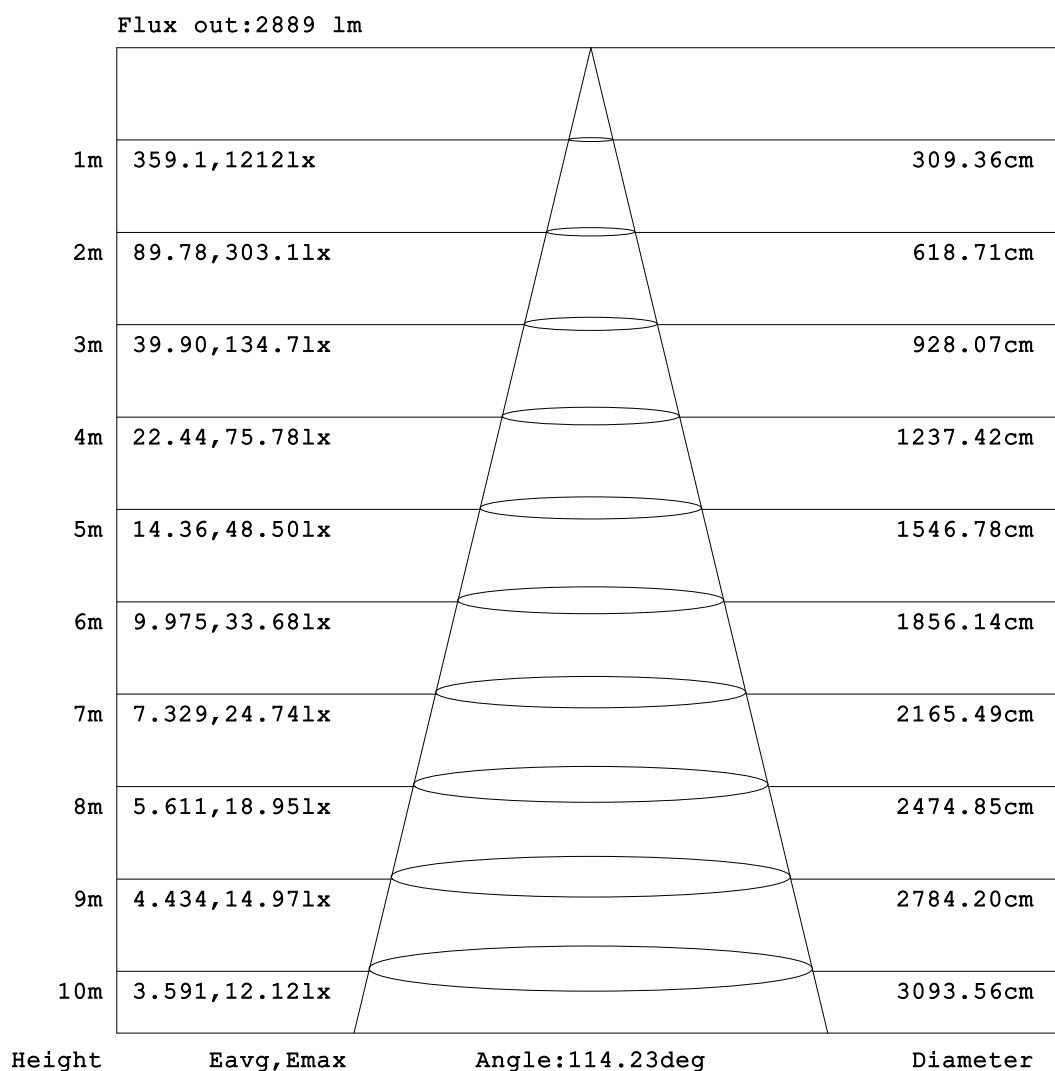 Flux out:2889 lm
1m 359.1,1212lx 309.36cm
2m 89.78,303.1lx 618.71cm
3m 39.90,134.7lx 928.07cm
4m 22.44,75.78lx 1237.42cm
5m 14.36,48.50lx 1546.78cm
6m 9.975,33.68lx 1856.14cm
7m 7.329,24.74lx 2165.49cm
8m 5.611,18.95lx 2474.85cm
9m 4.434,14.97lx 2784.20cm
10m 3.591,12.12lx 3093.56cm
Height Eavg,Emax Angle:114.23deg Diameter